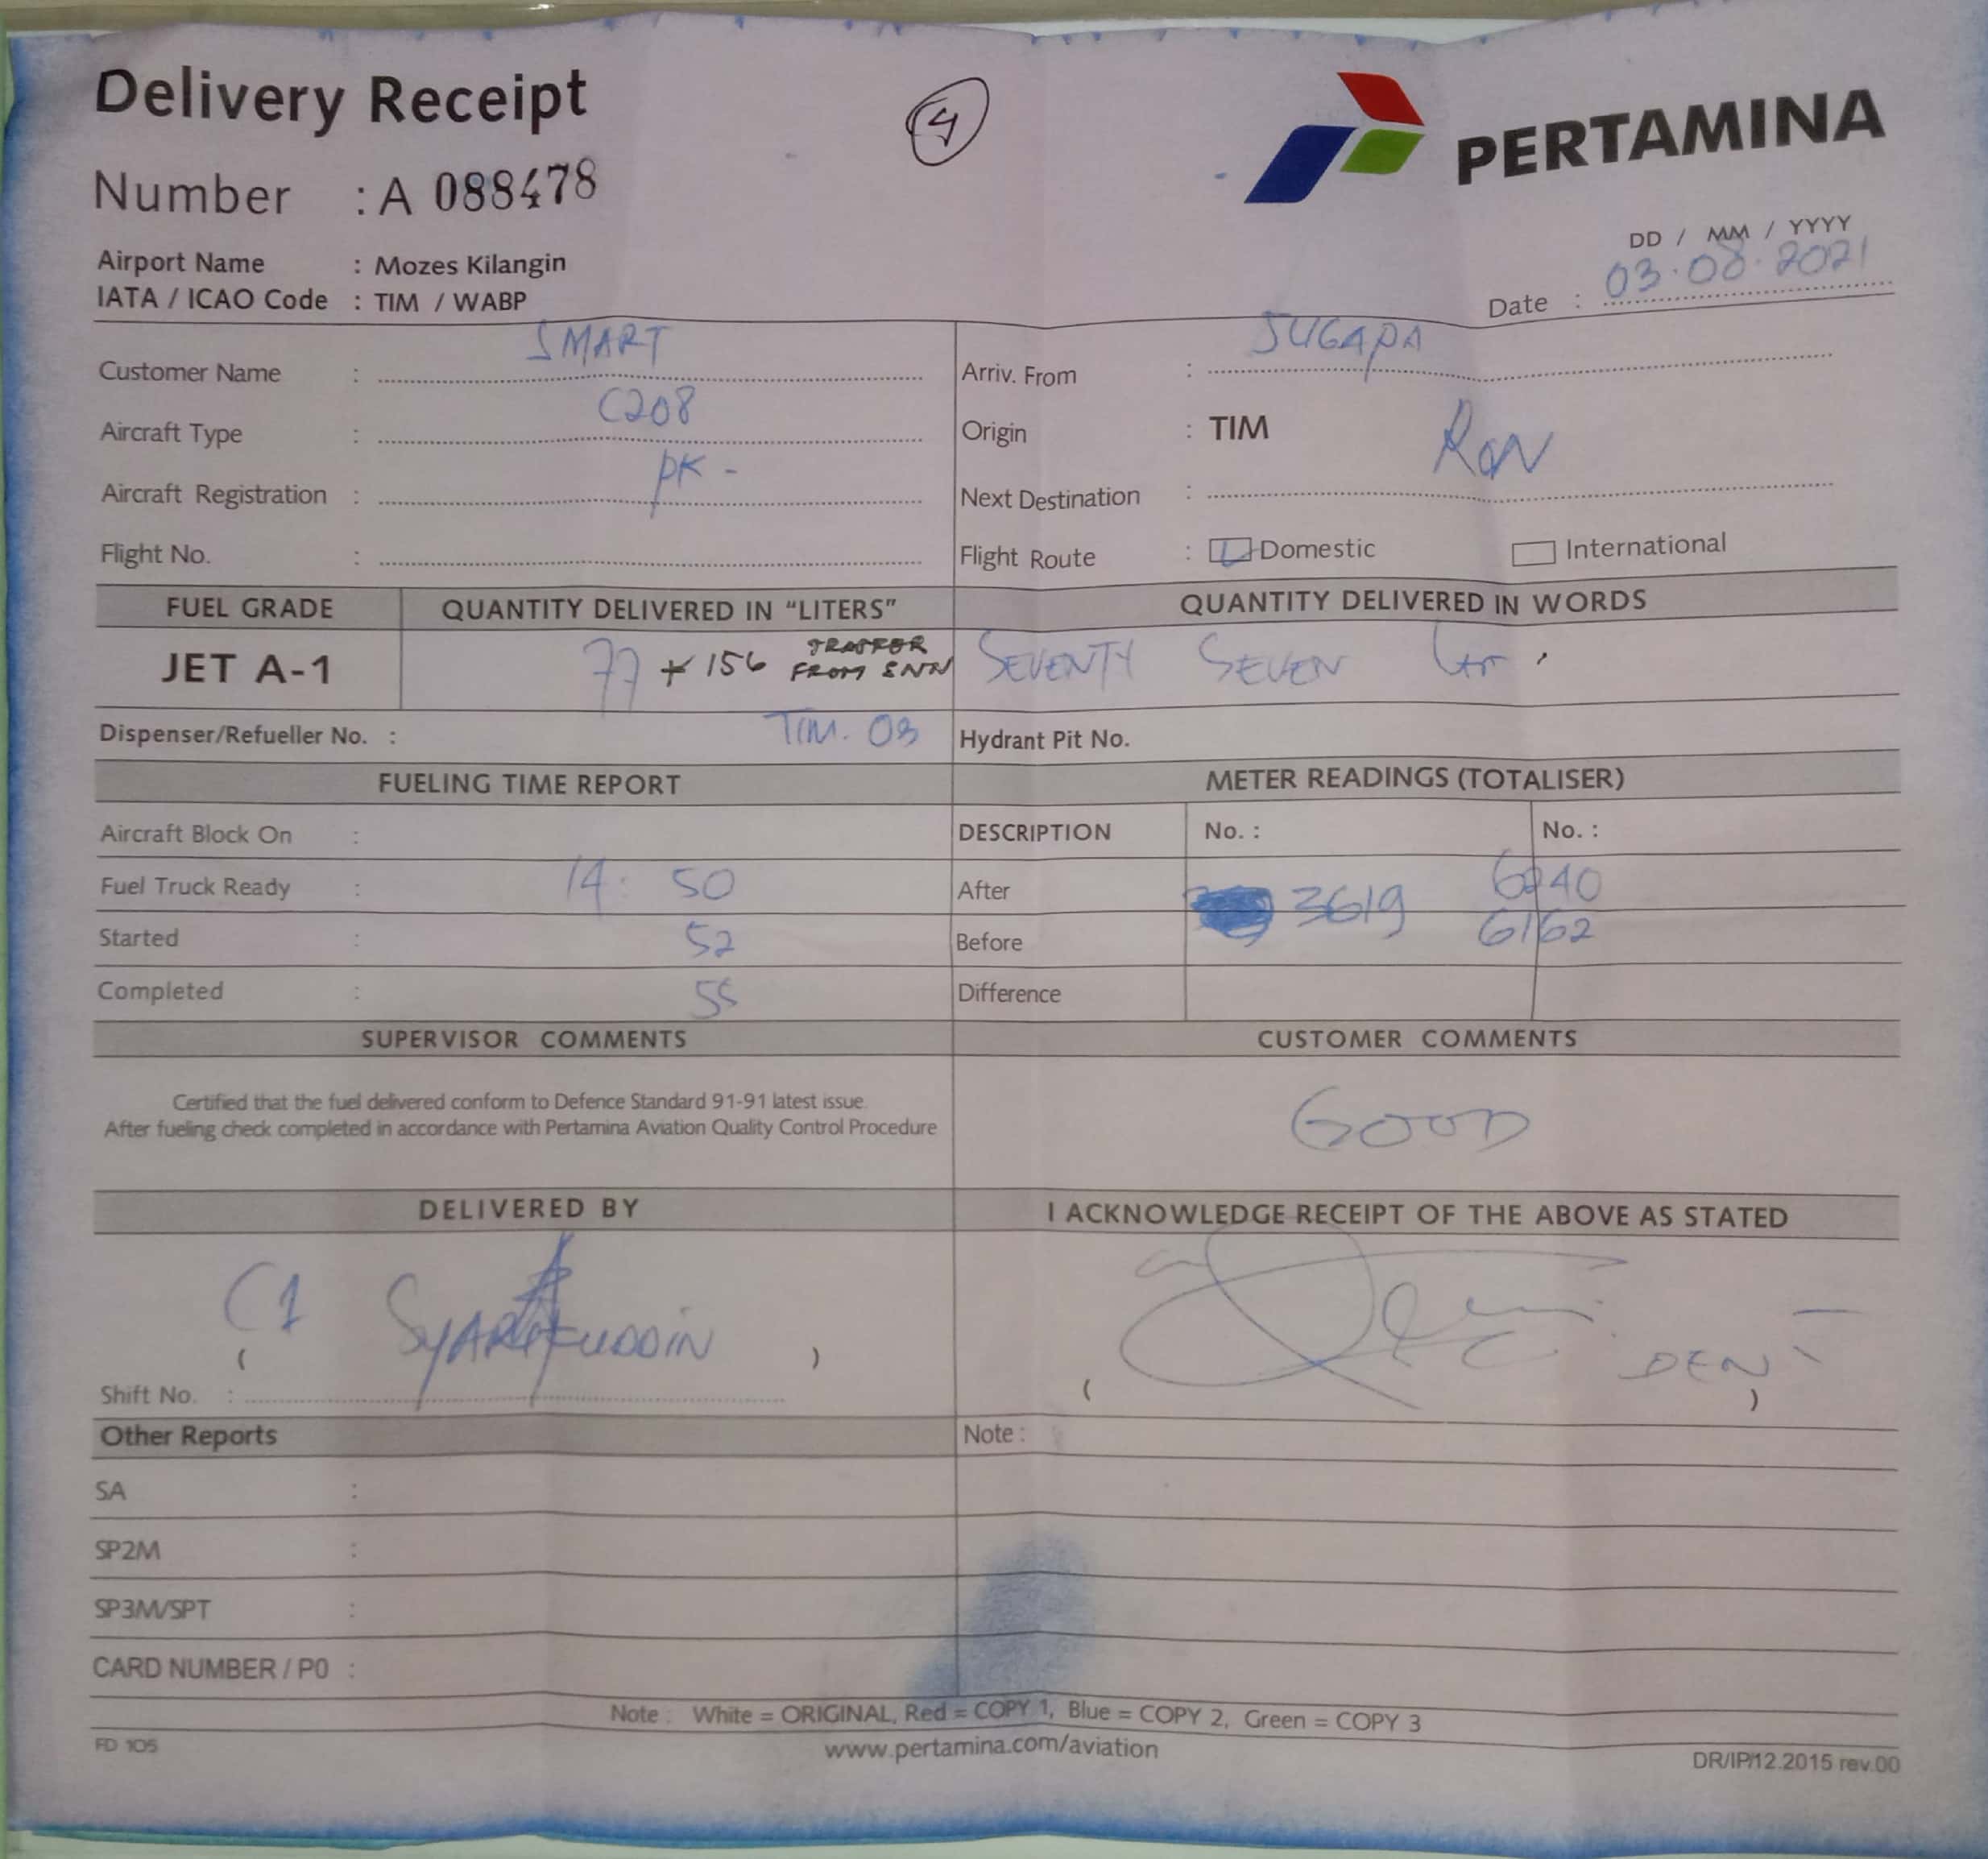 Delivery Receipt
4
PERTAMINA
Number : A 088478
DD / MM / YYYY
Airport Name : Mozes Kilangin
Date : 03.08.2021
IATA / ICAO Code : TIM / WABP
Customer Name : SMART
Arriv. From : SUGAPA
Aircraft Type : C208
Origin : TIM
Aircraft Registration : PK -
Next Destination : RON
Flight No. :
Flight Route : Domestic International
FUEL GRADE QUANTITY DELIVERED IN “LITERS” QUANTITY DELIVERED IN WORDS
JET A-1 77 + 156 FROM SNN SEVENTY SEVEN
Dispenser/Refueller No. : TIM. 03 Hydrant Pit No.
FUELING TIME REPORT METER READINGS (TOTALISER)
Aircraft Block On : DESCRIPTION No. : No. :
Fuel Truck Ready : 14: 50 After 3619
Started : 52 Before 6162
Completed : 55 Difference
SUPERVISOR COMMENTS CUSTOMER COMMENTS
Certified that the fuel delivered conform to Defence Standard 91-91 latest issue.
After fueling check completed in accordance with Pertamina Aviation Quality Control Procedure
GOOD
DELIVERED BY I ACKNOWLEDGE RECEIPT OF THE ABOVE AS STATED
( )
DENI
( )
Shift No. :
Other Reports Note :
SA :
SP2M :
SP3M/SPT :
CARD NUMBER / PO :
Note : White = ORIGINAL, Red = COPY 1, Blue = COPY 2, Green = COPY 3
FD 105 www.pertamina.com/aviation DR/IP/12.2015 rev.00